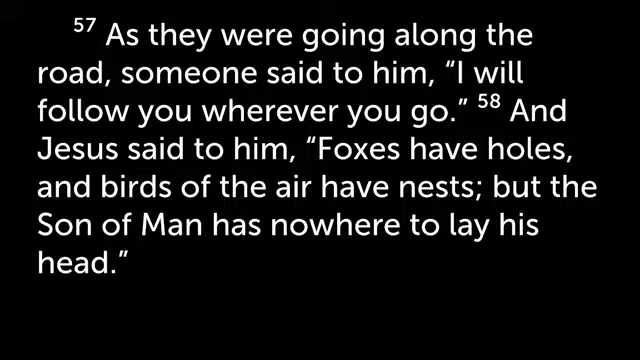 ⁵⁷ As they were going along the
road, someone said to him, “I will
follow you wherever you go.” ⁵⁸ And
Jesus said to him, “Foxes have holes,
and birds of the air have nests; but the
Son of Man has nowhere to lay his
head.”